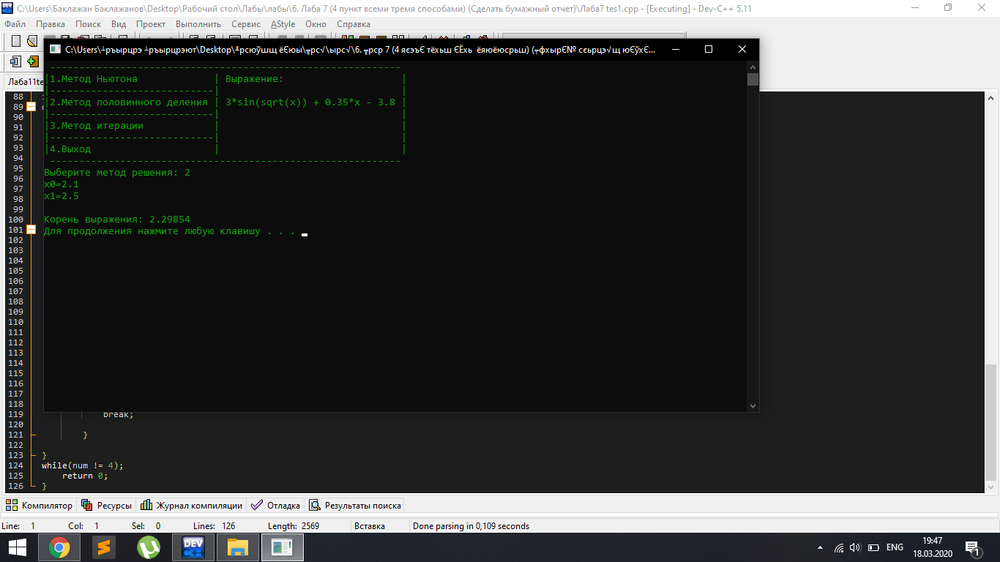 C:\Users\Баклажан Баклажанов\Desktop\Рабочий стол\Лабы\лабы\6. Лаба 7 (4 пункт всеми тремя способами) (Сделать бумажный отчет)\Лаба7 tes1.cpp - [Executing] - Dev-C++ 5.11
Файл Правка Поиск Вид Проект Выполнить Сервис AStyle Окно Справка
C:\Users\┴ръырцрэ ┴ръырцрэют\Desktop\╨рсюўшщ ёЄюы\╦рс√\ырс√\6. ╦рср 7 (4 яєэъЄ тёхьш ЄЁхь  ёяюёюсрьш) (╤фхырЄ№ сєьрцэ√щ юЄўхЄ...
Лаба11te
1.Метод Ньютона | Выражение: |
|2.Метод половинного деления | 3*sin(sqrt(x)) + 0.35*x - 3.8 |
|3.Метод итерации | |
|4.Выход | |
Выберите метод решения: 2
x0=2.1
x1=2.5
Корень выражения: 2.29854
Для продолжения нажмите любую клавишу . . .
88
89
90
91
92
93
94
95
96
97
98
99
100
101
102
103
104
105
106
107
108
109
110
111
112
113
114
115
116
117
118
119 break;
120
121 }
122
123 }
124 while(num != 4);
125 return 0;
126 }
Компилятор Ресурсы Журнал компиляции Отладка Результаты поиска
Line: 1 Col: 1 Sel: 0 Lines: 126 Length: 2569 Вставка Done parsing in 0,109 seconds
DEV C++
ENG
19:47
18.03.2020
1